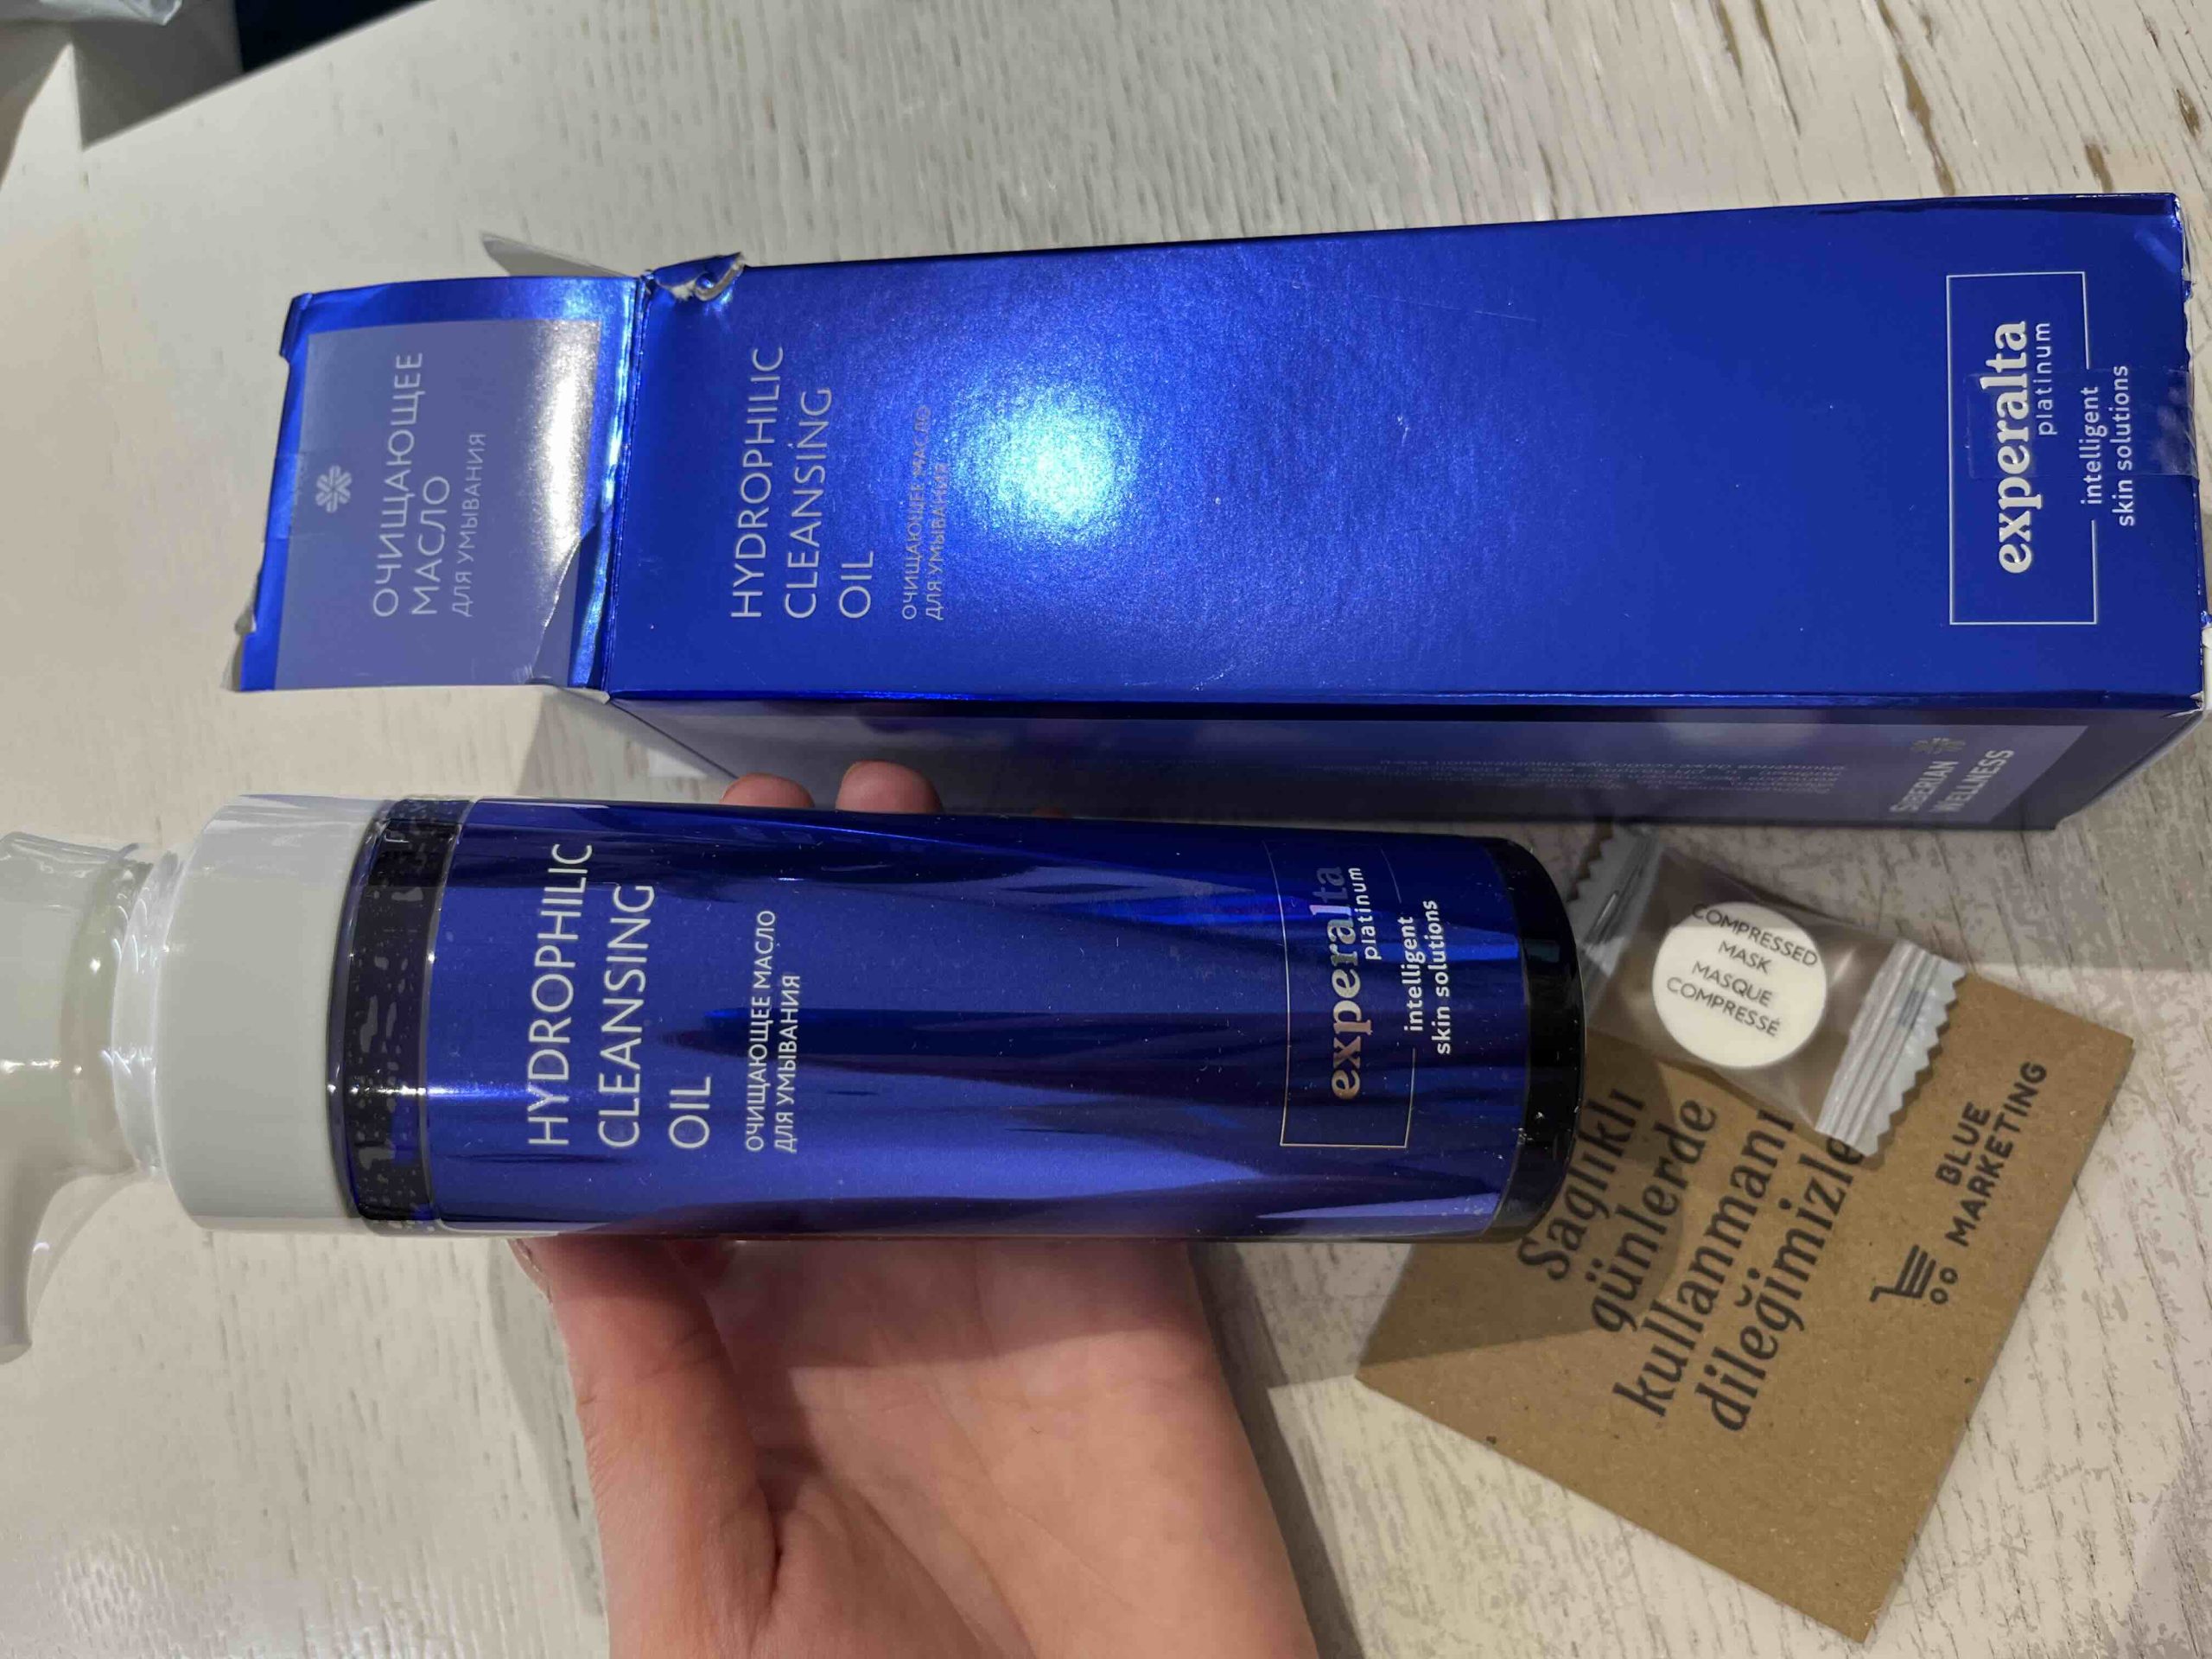 ОЧИЩАЮЩЕЕ
МАСЛО
ДЛЯ УМЫВАНИЯ
HYDROPHILIC
CLEANSING
OIL
ОЧИЩАЮЩЕЕ МАСЛО
ДЛЯ УМЫВАНИЯ
experalta
platinum
intelligent
skin solutions
SIBERIAN
WELLNESS
HYDROPHILIC
CLEANSING
OIL
ОЧИЩАЮЩЕЕ МАСЛО
ДЛЯ УМЫВАНИЯ
experalta
platinum
intelligent
skin solutions
COMPRESSED
MASK
MASQUE
COMPRESSÉ
Sağlıklı
günlerde
kullanmanı
dileğimizle
BLUE
MARKETING